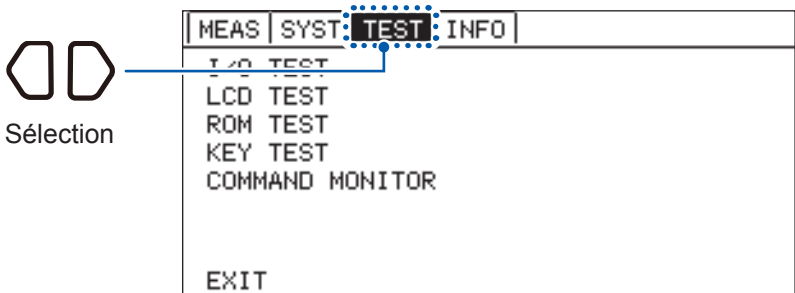 MEAS SYST TEST INFO
I/O TEST
LCD TEST
ROM TEST
KEY TEST
COMMAND MONITOR
EXIT
Sélection